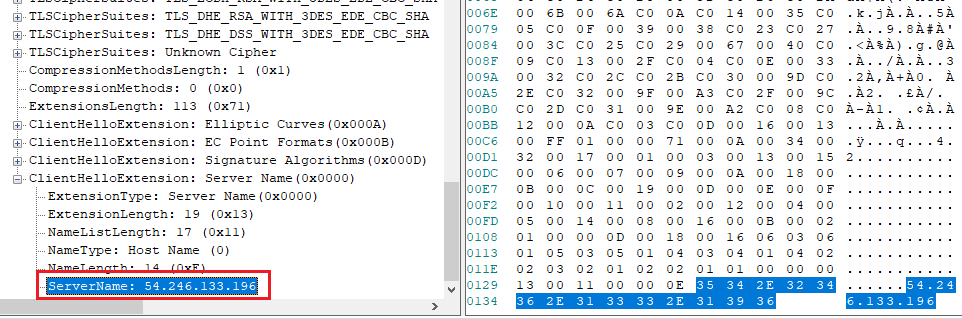 TLSCipherSuites: TLS_DHE_RSA_WITH_3DES_EDE_CBC_SHA
TLSCipherSuites: TLS_DHE_DSS_WITH_3DES_EDE_CBC_SHA
TLSCipherSuites: Unknown Cipher
CompressionMethodsLength: 1 (0x1)
CompressionMethods: 0 (0x0)
ExtensionsLength: 113 (0x71)
ClientHelloExtension: Elliptic Curves(0x000A)
ClientHelloExtension: EC Point Formats(0x000B)
ClientHelloExtension: Signature Algorithms(0x000D)
ClientHelloExtension: Server Name(0x0000)
ExtensionType: Server Name(0x0000)
ExtensionLength: 19 (0x13)
NameListLength: 17 (0x11)
NameType: Host Name (0)
NameLength: 14 (0xE)
ServerName: 54.246.133.196
006E 00 6B 00 6A C0 0A C0 14 00 35 C0 .k.jÀ.À..5À
0079 05 C0 0F 00 39 00 38 C0 23 C0 27 .À..9.8À#À'
0084 00 3C C0 25 C0 29 00 67 00 40 C0 .<À%À).g.@À
008F 09 C0 13 00 2F C0 04 C0 0E 00 33 .À../À.À..3
009A 00 32 C0 2C C0 2B C0 30 00 9D C0 .2À,À+À0. À
00A5 2E C0 32 00 9F 00 A3 C0 2F 00 9C .À2. .£À/.
00B0 C0 2D C0 31 00 9E 00 A2 C0 08 C0 À-À1. .¢À.À
00BB 12 00 0A C0 03 C0 0D 00 16 00 13 ...À.À.....
00C6 00 FF 01 00 00 71 00 0A 00 34 00 .ÿ...q...4.
00D1 32 00 17 00 01 00 03 00 13 00 15 2..........
00DC 00 06 00 07 00 09 00 0A 00 18 00 ...........
00E7 0B 00 0C 00 19 00 0D 00 0E 00 0F ...........
00F2 00 10 00 11 00 02 00 12 00 04 00 ...........
00FD 05 00 14 00 08 00 16 00 0B 00 02 ...........
0108 01 00 00 0D 00 18 00 16 06 03 06 ...........
0113 01 05 03 05 01 04 03 04 01 04 02 ...........
011E 02 03 02 01 02 02 01 01 00 00 00 ...........
0129 13 00 11 00 00 0E 35 34 2E 32 34 ......54.24
0134 36 2E 31 33 33 2E 31 39 36 6.133.196